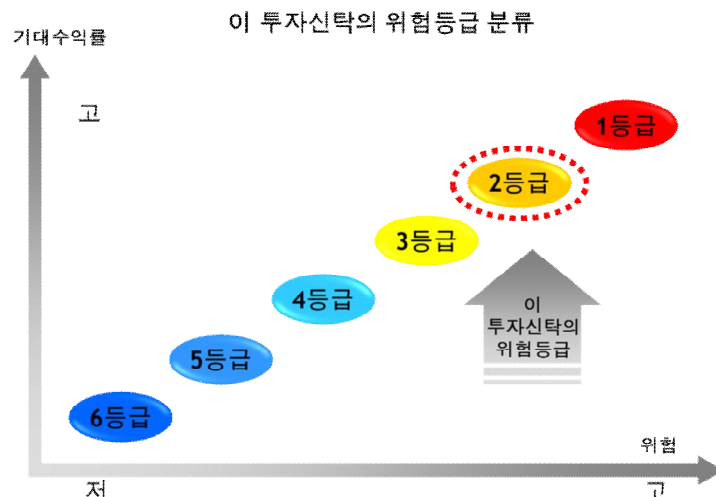 이 투자신탁의 위험등급 분류
기대수익률
고
1등급
2등급
3등급
4등급
이
투자신탁의
위험등급
5등급
6등급
위험
저
고